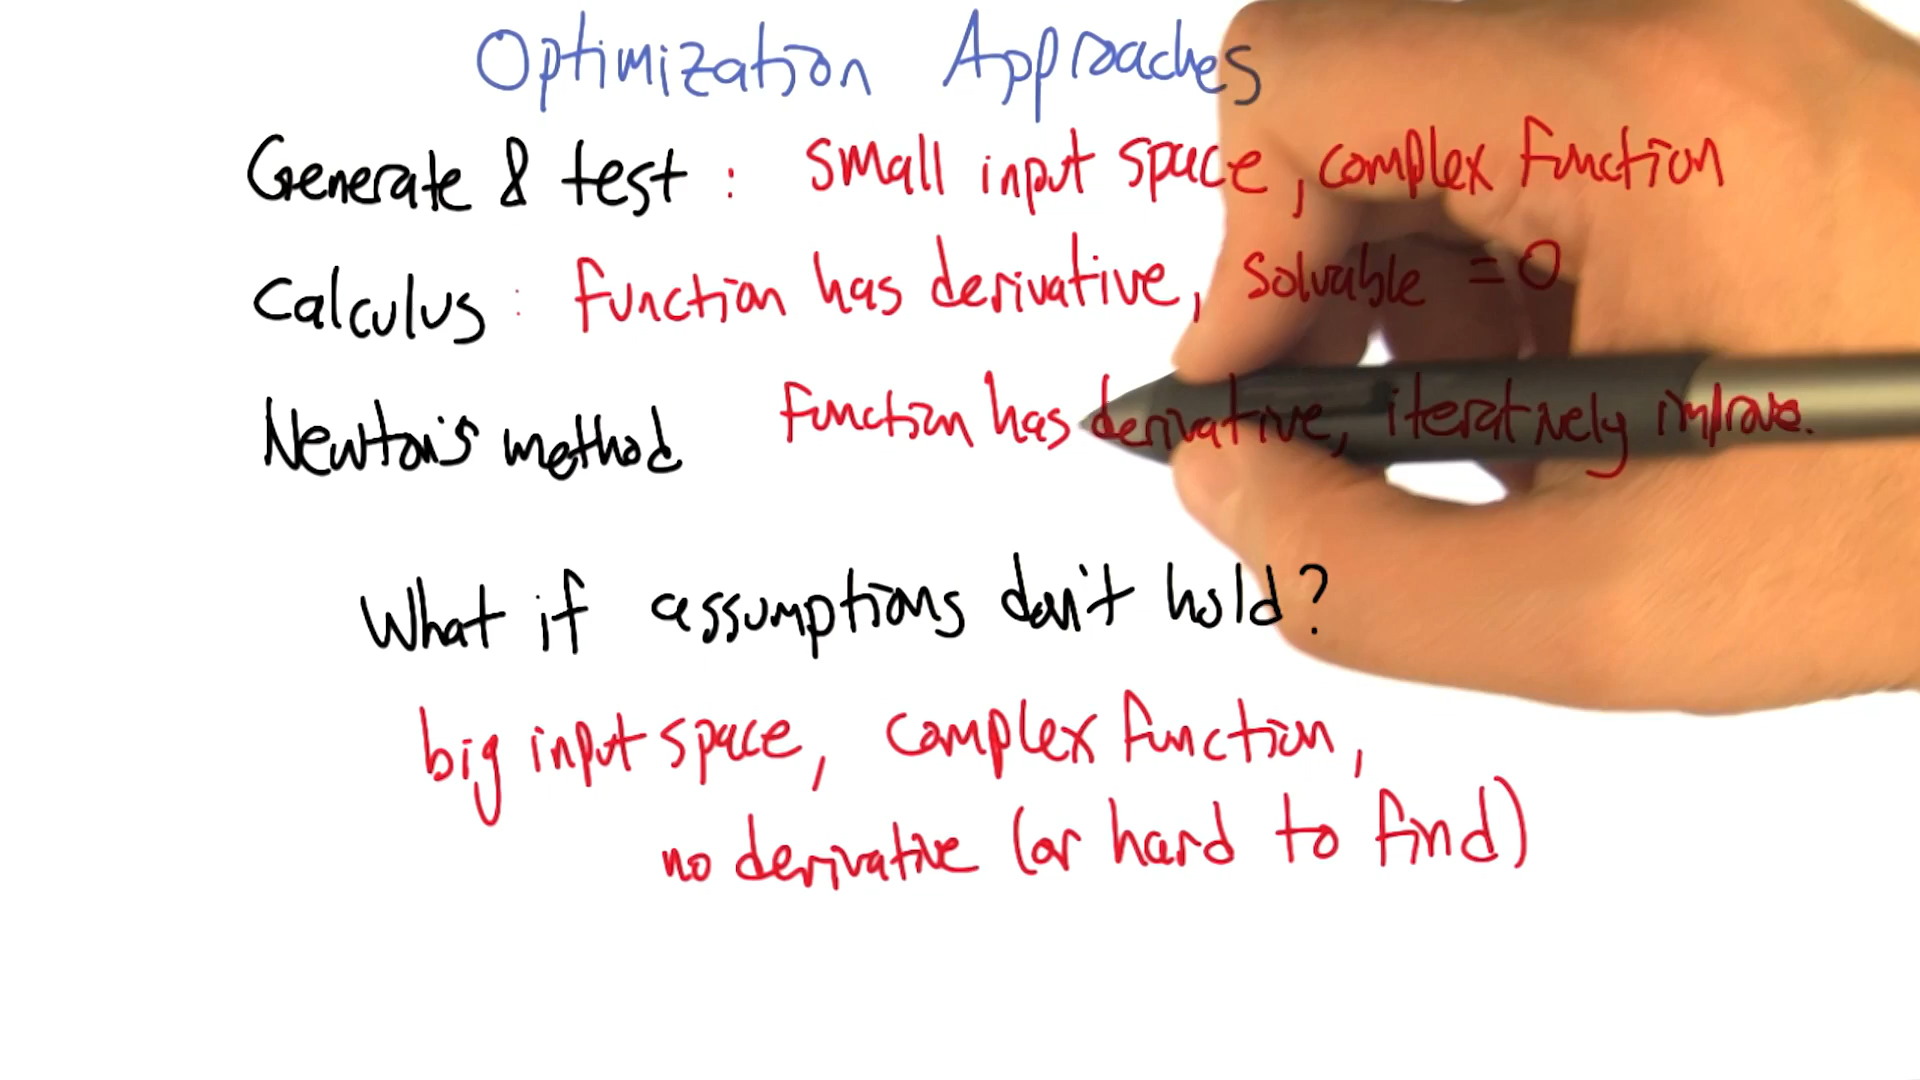 Optimization Approaches
Generate & test : small input space, complex function
Calculus : function has derivative, solvable = 0
Newton's method function has derivative, iteratively improve.
What if assumptions don't hold?
big input space, complex function,
no derivative (or hard to find)